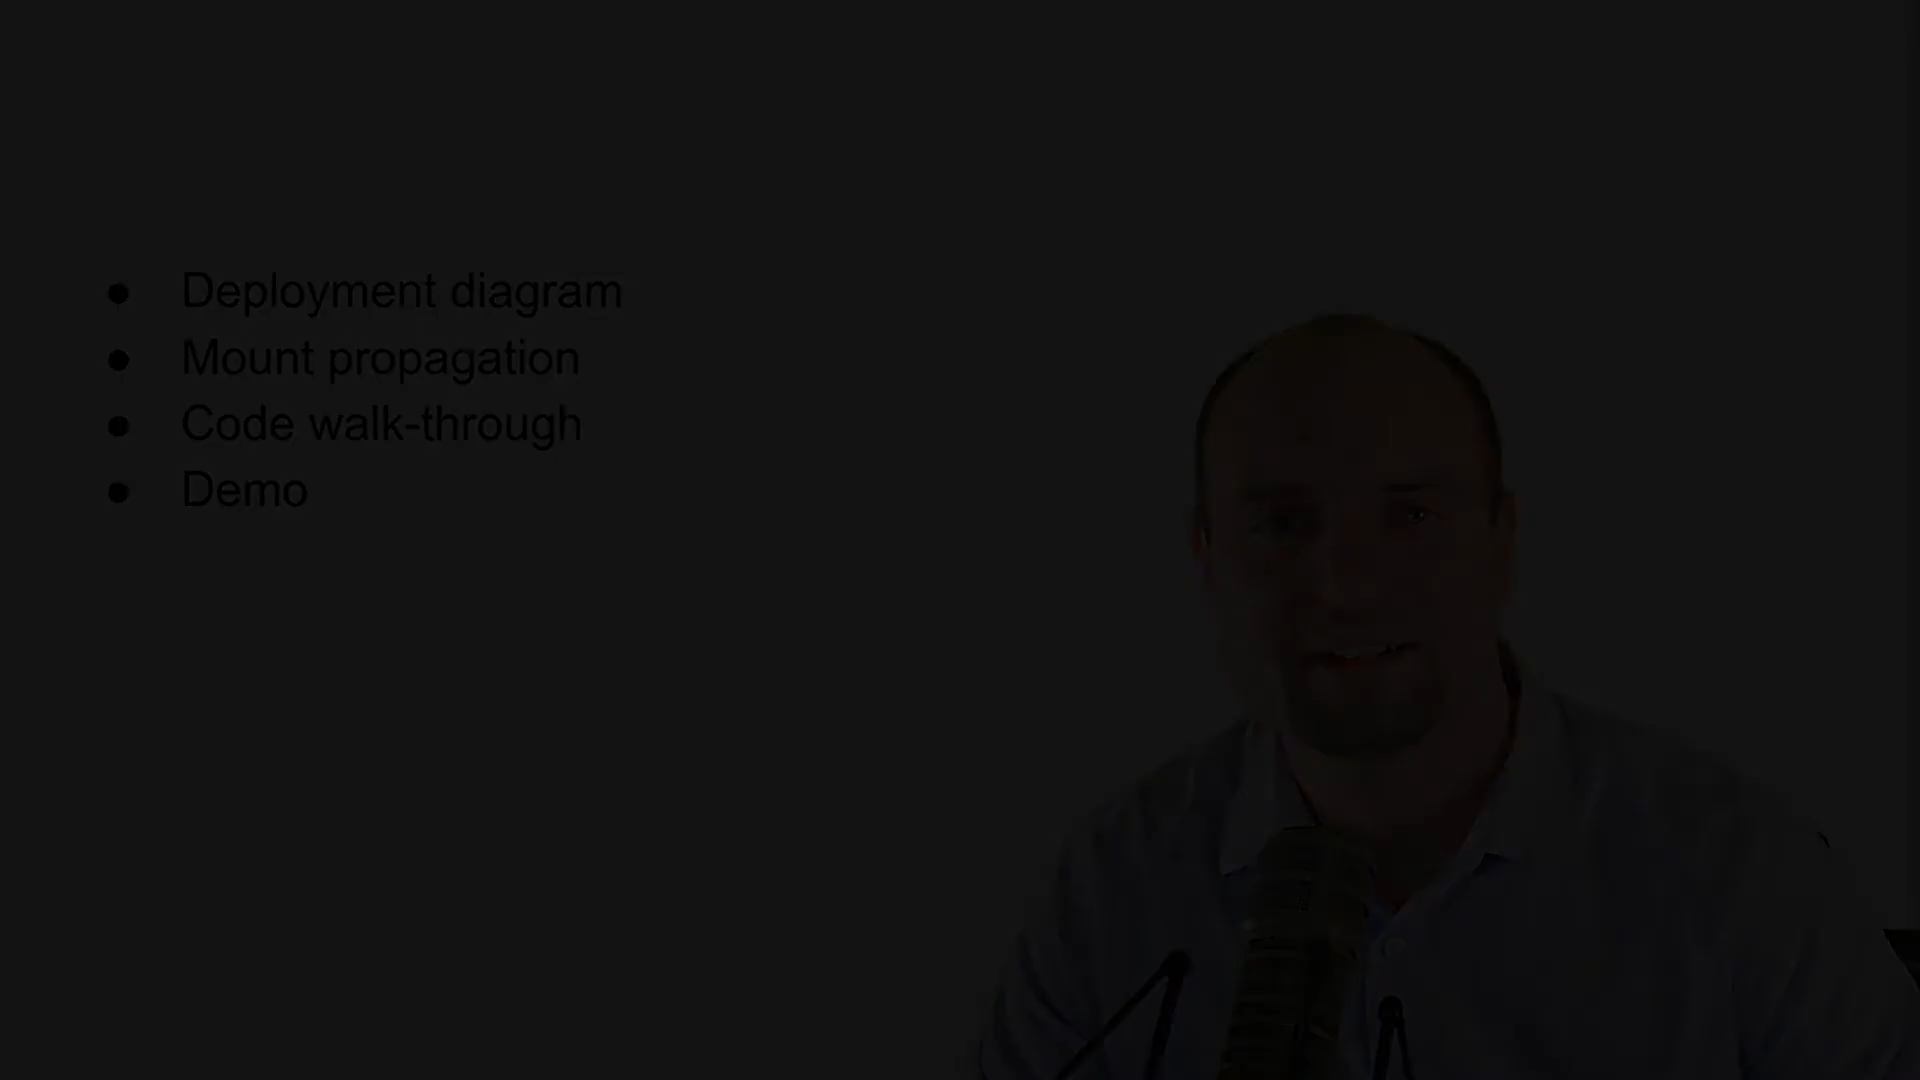 ● Deployment diagram
● Mount propagation
● Code walk-through
● Demo